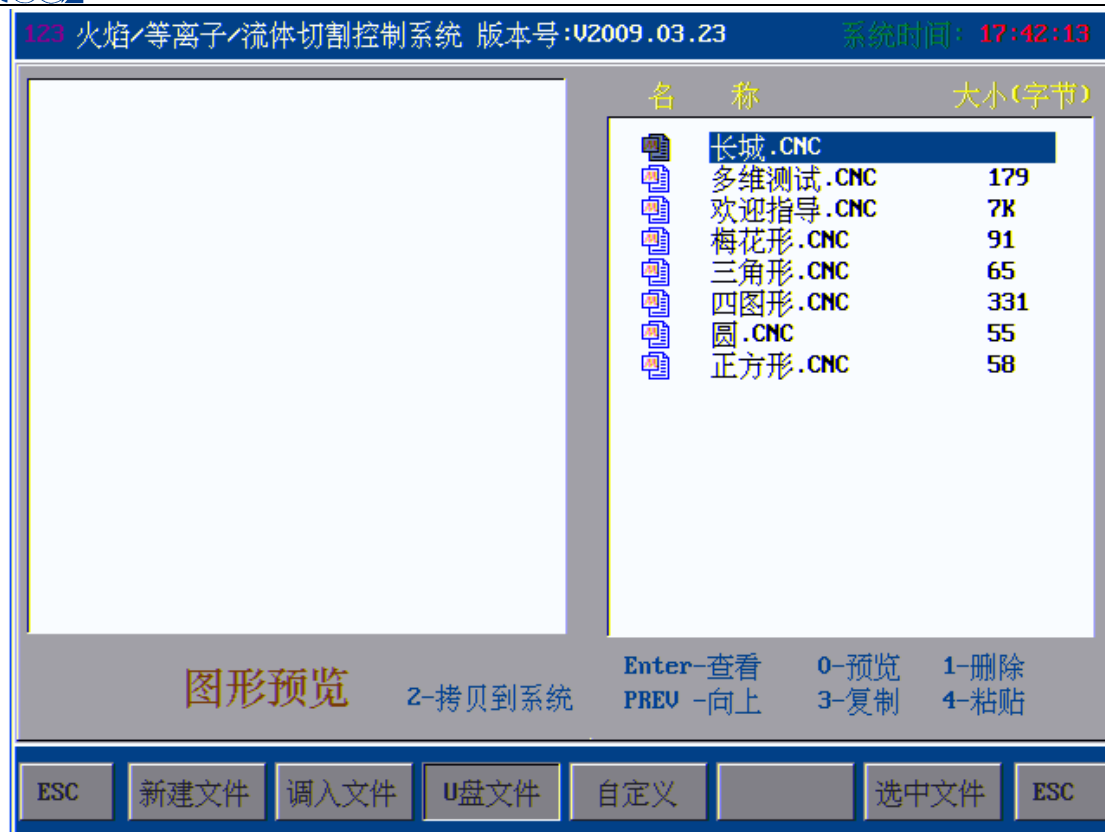 123 火焰/等离子/流体切割控制系统 版本号:V2009.03.23 系统时间: 17:42:13
名 称 大小(字节)
长城.CNC
多维测试.CNC 179
欢迎指导.CNC 7K
梅花形.CNC 91
三角形.CNC 65
四图形.CNC 331
圆.CNC 55
正方形.CNC 58
图形预览 2-拷贝到系统
Enter-查看 0-预览 1-删除
PREV -向上 3-复制 4-粘贴
ESC 新建文件 调入文件 U盘文件 自定义 选中文件 ESC